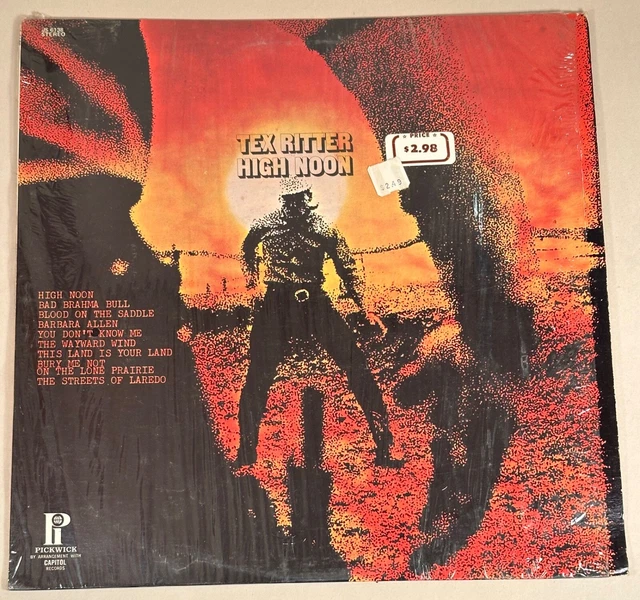 STEREO
TEX RITTER
HIGH NOON
PRICE
$2.98
HIGH NOON
BAD BRAHMA BULL
BLOOD ON THE SADDLE
BARBARA ALLEN
YOU DON'T KNOW ME
THE WAYWARD WIND
THIS LAND IS YOUR LAND
BURY ME NOT
ON THE LONE PRAIRIE
THE STREETS OF LAREDO
PICKWICK
BY ARRANGEMENT WITH
CAPITOL
RECORDS